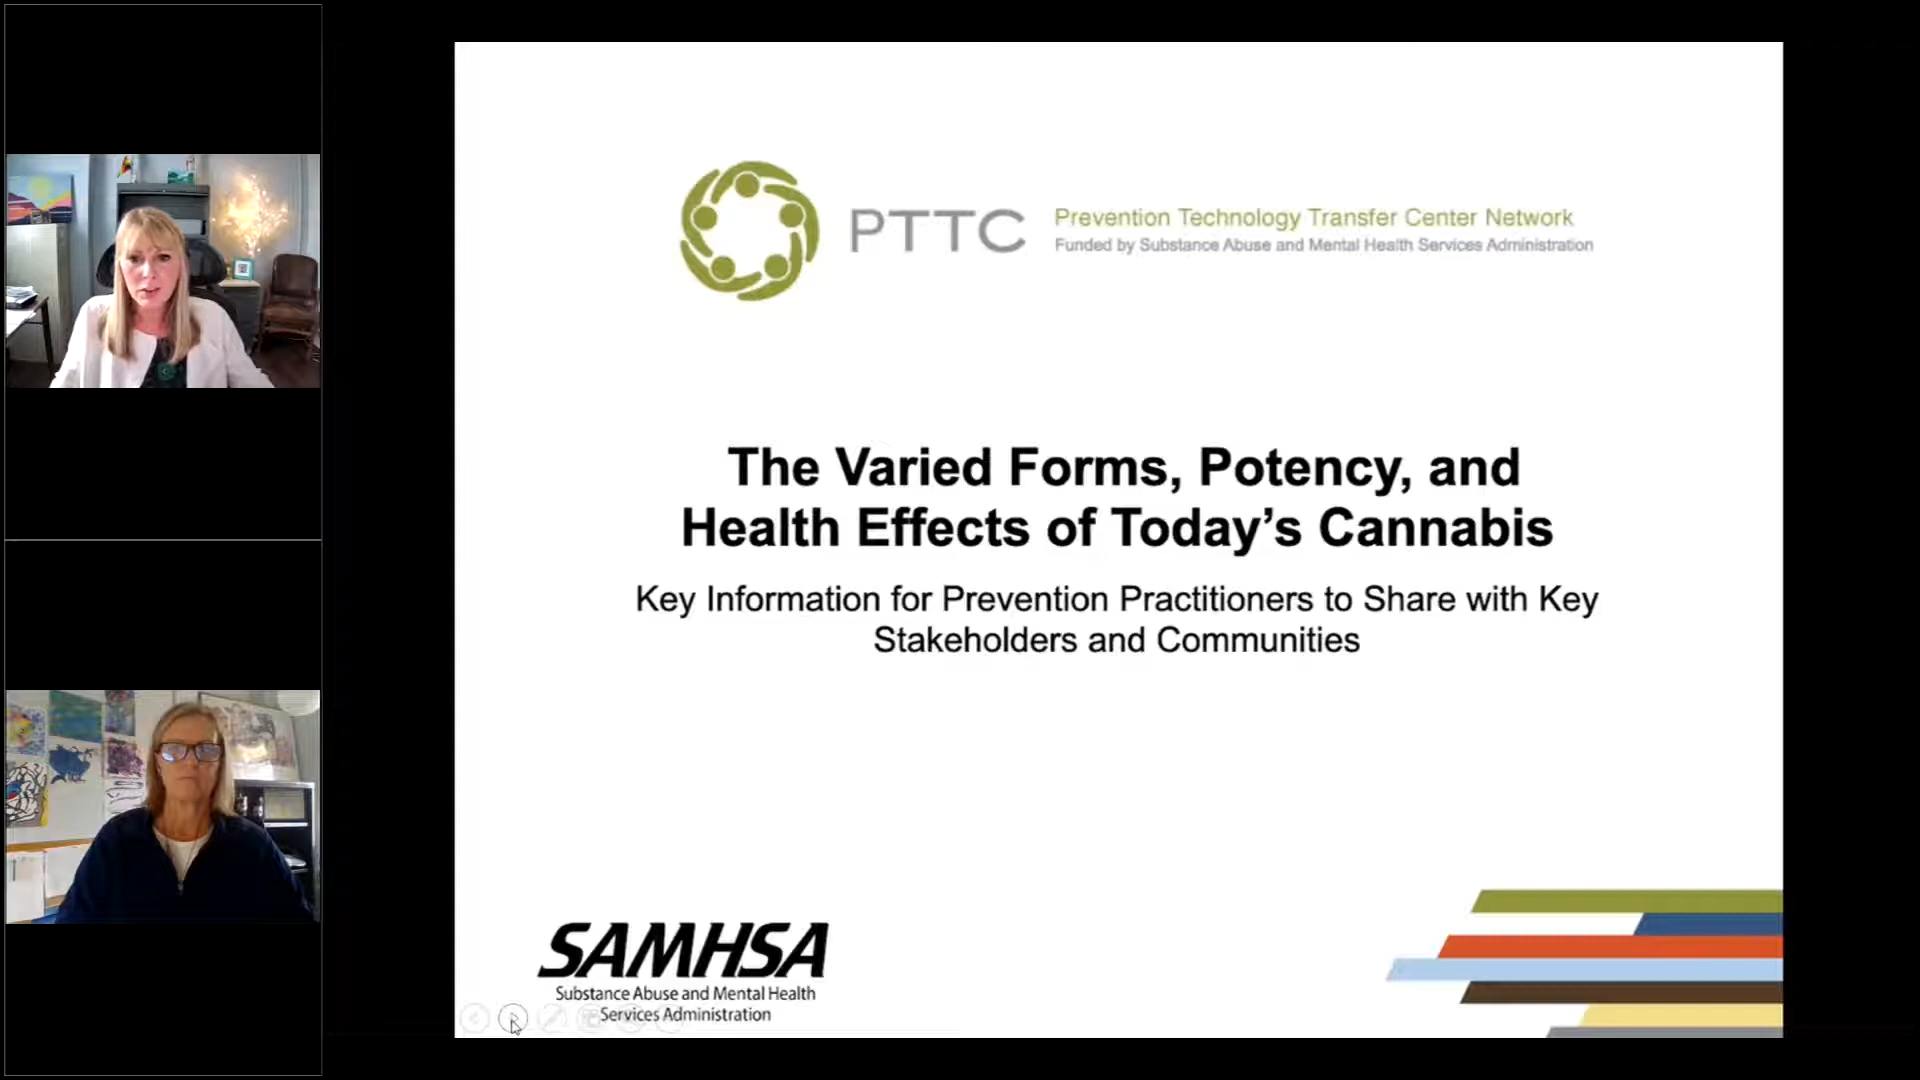 PTTC
Prevention Technology Transfer Center Network
Funded by Substance Abuse and Mental Health Services Administration
The Varied Forms, Potency, and
Health Effects of Today’s Cannabis
Key Information for Prevention Practitioners to Share with Key
Stakeholders and Communities
SAMHSA
Substance Abuse and Mental Health
Services Administration